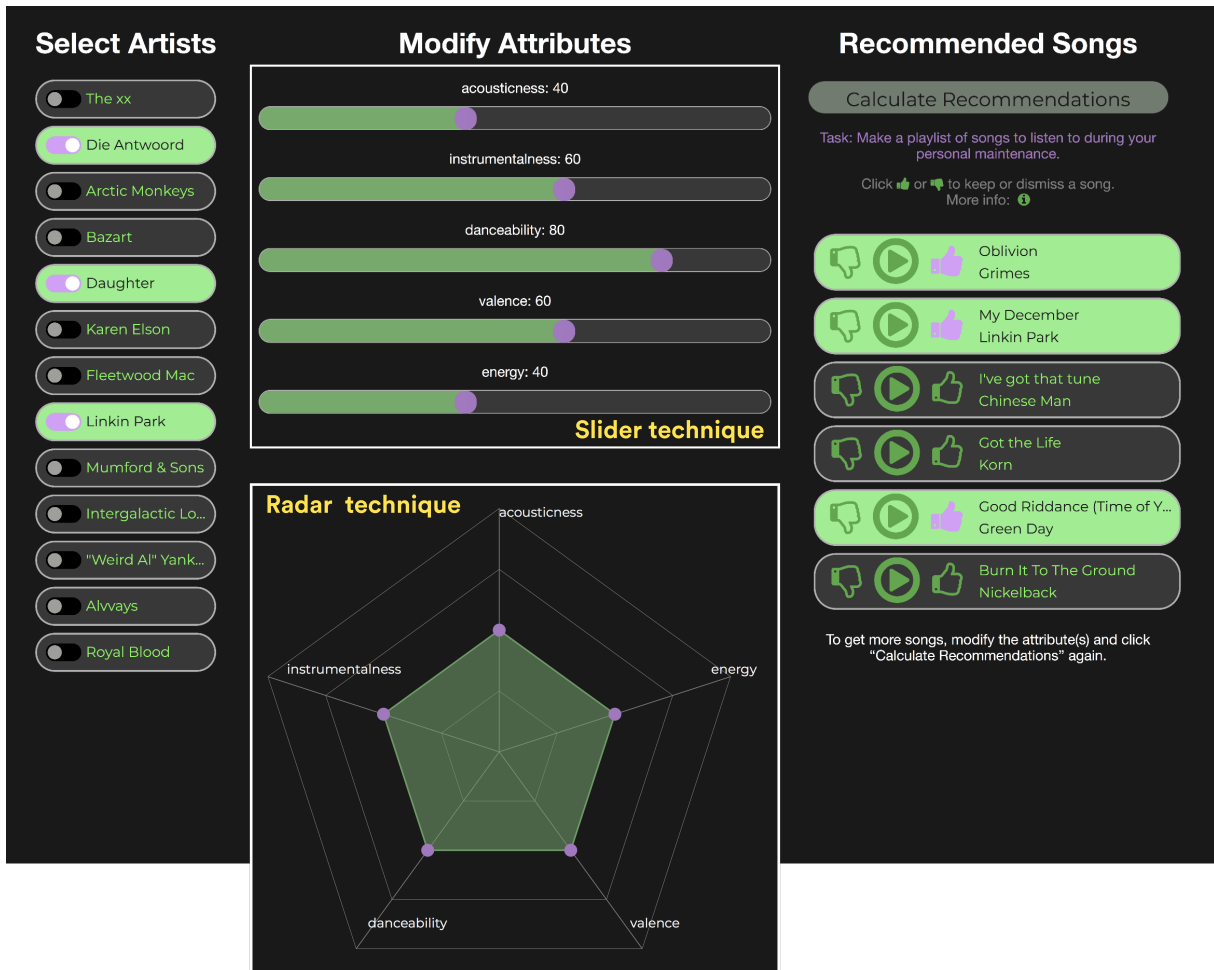 Select Artists
The xx
Die Antwoord
Arctic Monkeys
Bazart
Daughter
Karen Elson
Fleetwood Mac
Linkin Park
Mumford & Sons
Intergalactic Lo...
"Weird Al" Yank...
Alvvays
Royal Blood
Modify Attributes
acousticness: 40
instrumentalness: 60
danceability: 80
valence: 60
energy: 40
Slider technique
Radar technique
acousticness
instrumentalness
energy
danceability
valence
Recommended Songs
Calculate Recommendations
Task: Make a playlist of songs to listen to during your
personal maintenance.
Click or to keep or dismiss a song.
More info:
Oblivion
Grimes
My December
Linkin Park
I've got that tune
Chinese Man
Got the Life
Korn
Good Riddance (Time of Y...
Green Day
Burn It To The Ground
Nickelback
To get more songs, modify the attribute(s) and click
“Calculate Recommendations” again.